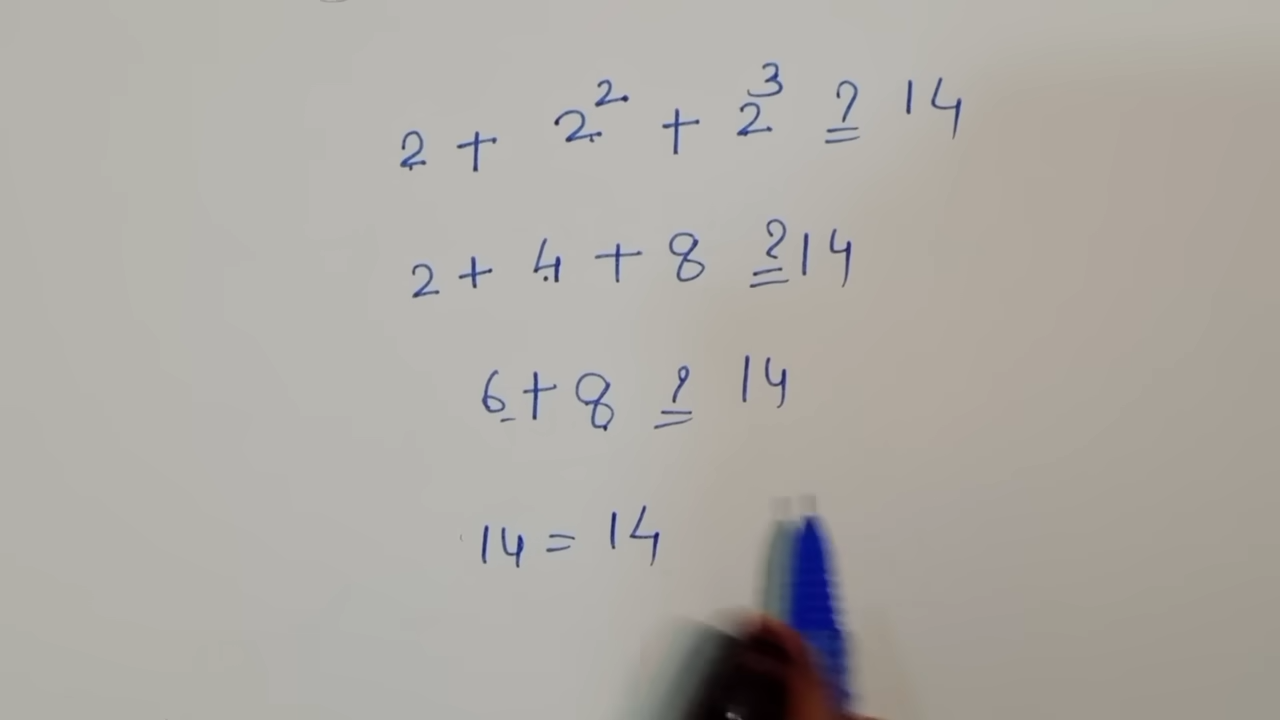 2 + 2² + 2³ ≟ 14
2 + 4 + 8 ≟ 14
6 + 8 ≟ 14
14 = 14